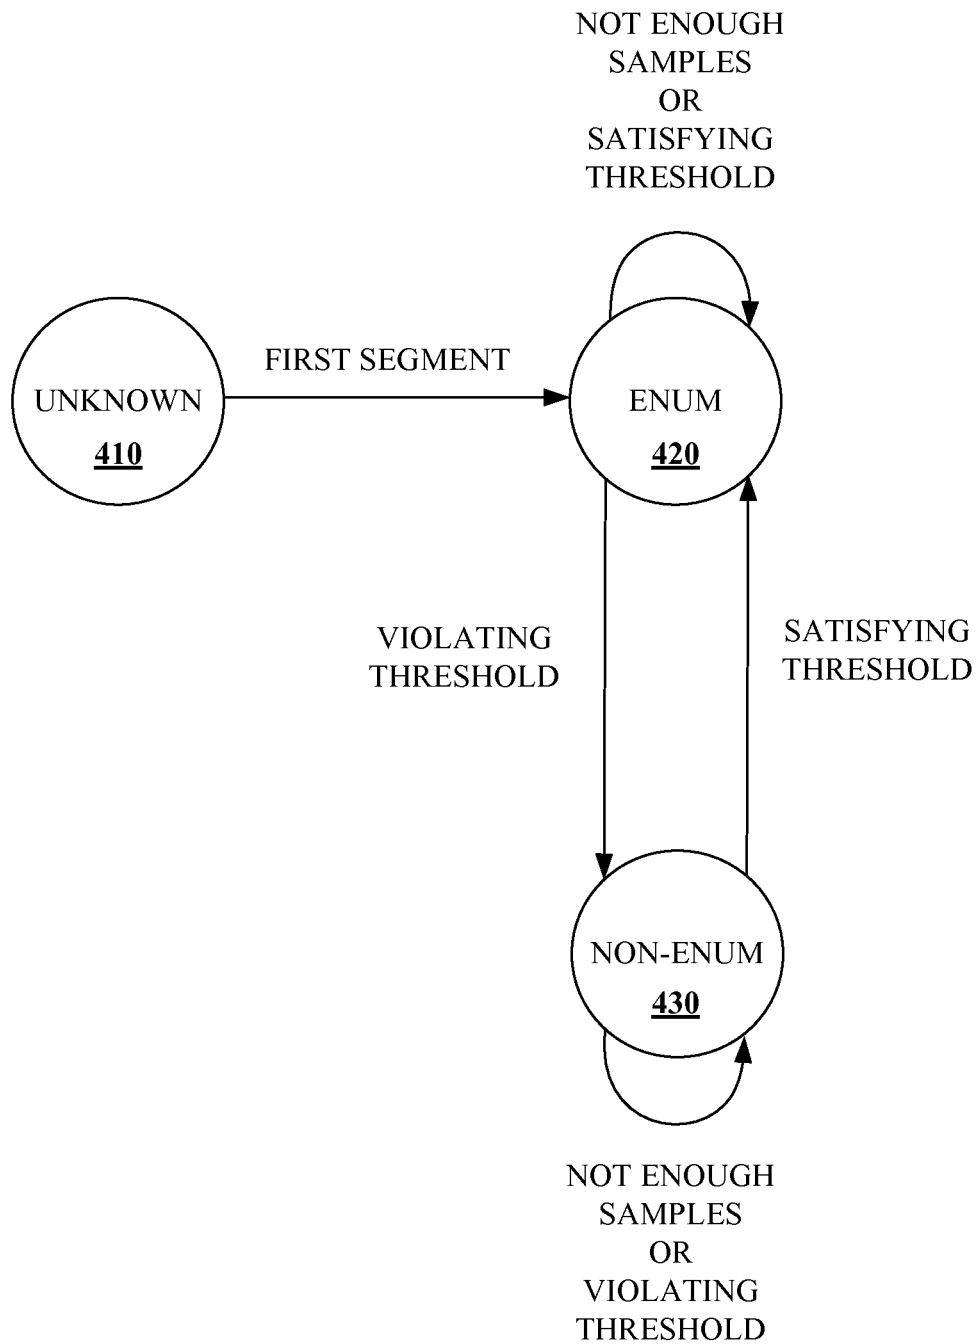 NOT ENOUGH
SAMPLES
OR
SATISFYING
THRESHOLD
FIRST SEGMENT
UNKNOWN
410
ENUM
420
VIOLATING
THRESHOLD
SATISFYING
THRESHOLD
NON-ENUM
430
NOT ENOUGH
SAMPLES
OR
VIOLATING
THRESHOLD